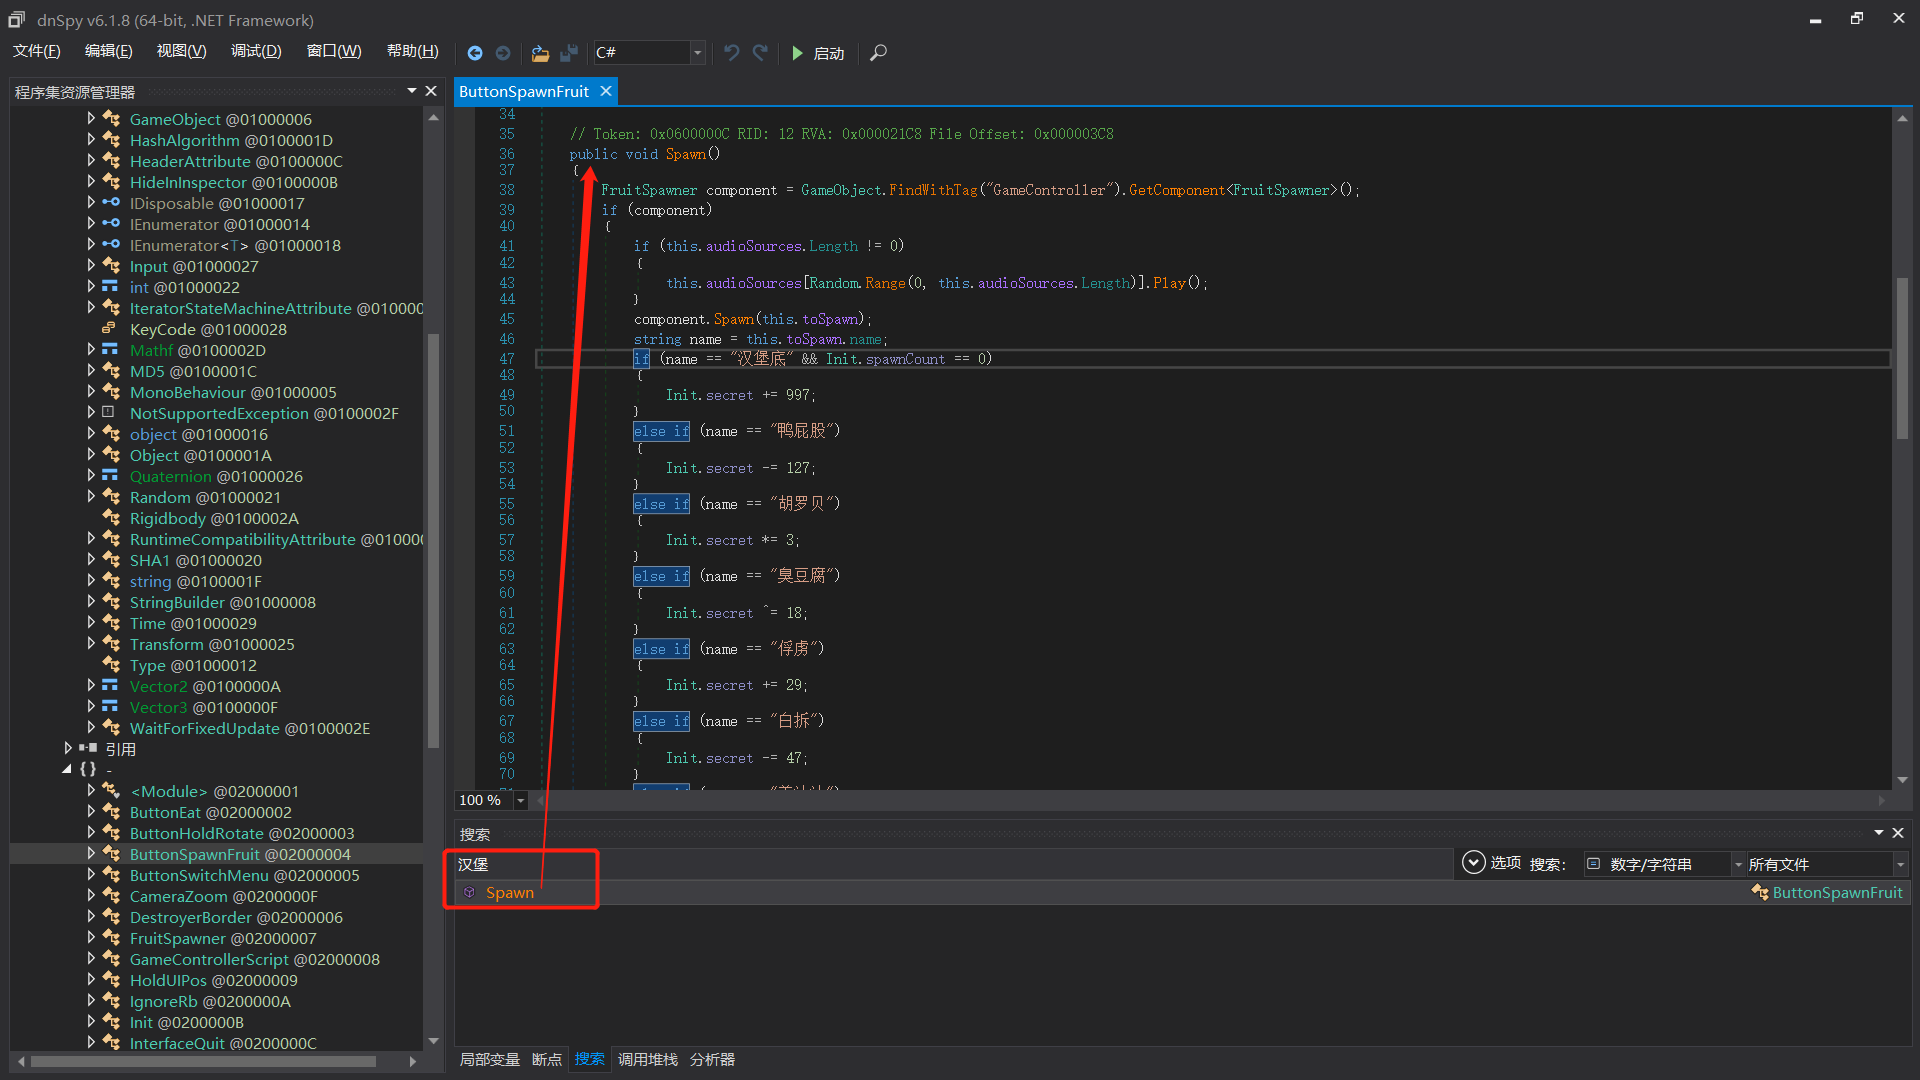 dnSpy v6.1.8 (64-bit, .NET Framework)
文件(F) 编辑(E) 视图(V) 调试(D) 窗口(W) 帮助(H) C# 启动
程序集资源管理器
GameObject @01000006
HashAlgorithm @0100001D
HeaderAttribute @0100000C
HideInInspector @0100000B
IDisposable @01000017
IEnumerator @01000014
IEnumerator<T> @01000018
Input @01000027
int @01000022
IteratorStateMachineAttribute @010000
KeyCode @01000028
Mathf @0100002D
MD5 @0100001C
MonoBehaviour @01000005
NotSupportedException @0100002F
object @01000016
Object @0100001A
Quaternion @01000026
Random @01000021
Rigidbody @0100002A
RuntimeCompatibilityAttribute @01000
SHA1 @01000020
string @0100001F
StringBuilder @01000008
Time @01000029
Transform @01000025
Type @01000012
Vector2 @0100000A
Vector3 @0100000F
WaitForFixedUpdate @0100002E
引用
{ } -
<Module> @02000001
ButtonEat @02000002
ButtonHoldRotate @02000003
ButtonSpawnFruit @02000004
ButtonSwitchMenu @02000005
CameraZoom @0200000F
DestroyerBorder @02000006
FruitSpawner @02000007
GameControllerScript @02000008
HoldUIPos @02000009
IgnoreRb @0200000A
Init @0200000B
InterfaceQuit @0200000C
ButtonSpawnFruit
34
35 // Token: 0x0600000C RID: 12 RVA: 0x000021C8 File Offset: 0x000003C8
36 public void Spawn()
37 {
38 FruitSpawner component = GameObject.FindWithTag("GameController").GetComponent<FruitSpawner>();
39 if (component)
40 {
41 if (this.audioSources.Length != 0)
42 {
43 this.audioSources[Random.Range(0, this.audioSources.Length)].Play();
44 }
45 component.Spawn(this.toSpawn);
46 string name = this.toSpawn.name;
47 if (name == "汉堡底" && Init.spawnCount == 0)
48 {
49 Init.secret += 997;
50 }
51 else if (name == "鸭屁股")
52 {
53 Init.secret -= 127;
54 }
55 else if (name == "胡罗贝")
56 {
57 Init.secret *= 3;
58 }
59 else if (name == "臭豆腐")
60 {
61 Init.secret ^= 18;
62 }
63 else if (name == "俘虏")
64 {
65 Init.secret += 29;
66 }
67 else if (name == "白拆")
68 {
69 Init.secret -= 47;
70 }
100 %
搜索
汉堡 选项 搜索: 数字/字符串 所有文件
Spawn ButtonSpawnFruit
局部变量 断点 搜索 调用堆栈 分析器